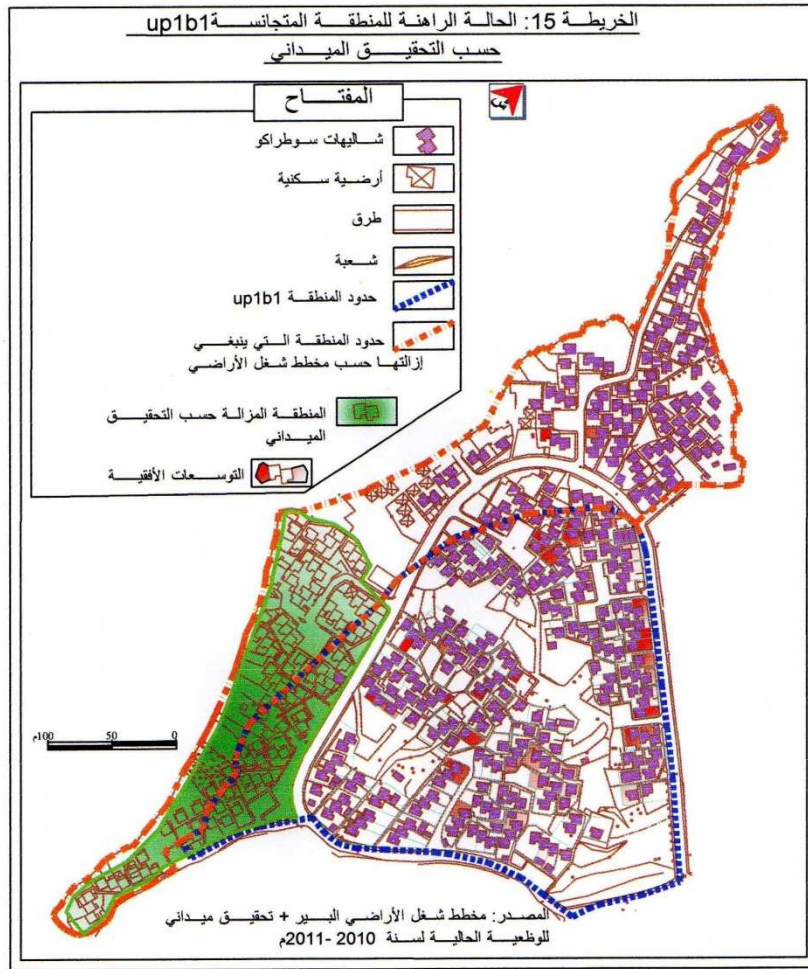 الخريطة 15: الحالة الراهنة للمنطقة المتجانسة up1b1
حسب التحقيق الميداني
المفتاح
شاليهات سوطراكو
أرضية سكنية
طرق
شعبة
حدود المنطقة up1b1
حدود المنطقة التي ينبغي
إزالتها حسب مخطط شغل الأراضي
المنطقة المزالة حسب التحقيق
الميداني
التوسعات الأفقية
100م 50 0
المصدر: مخطط شغل الأراضي البير + تحقيق ميداني
للوظعية الحالية لسنة 2010 -2011م